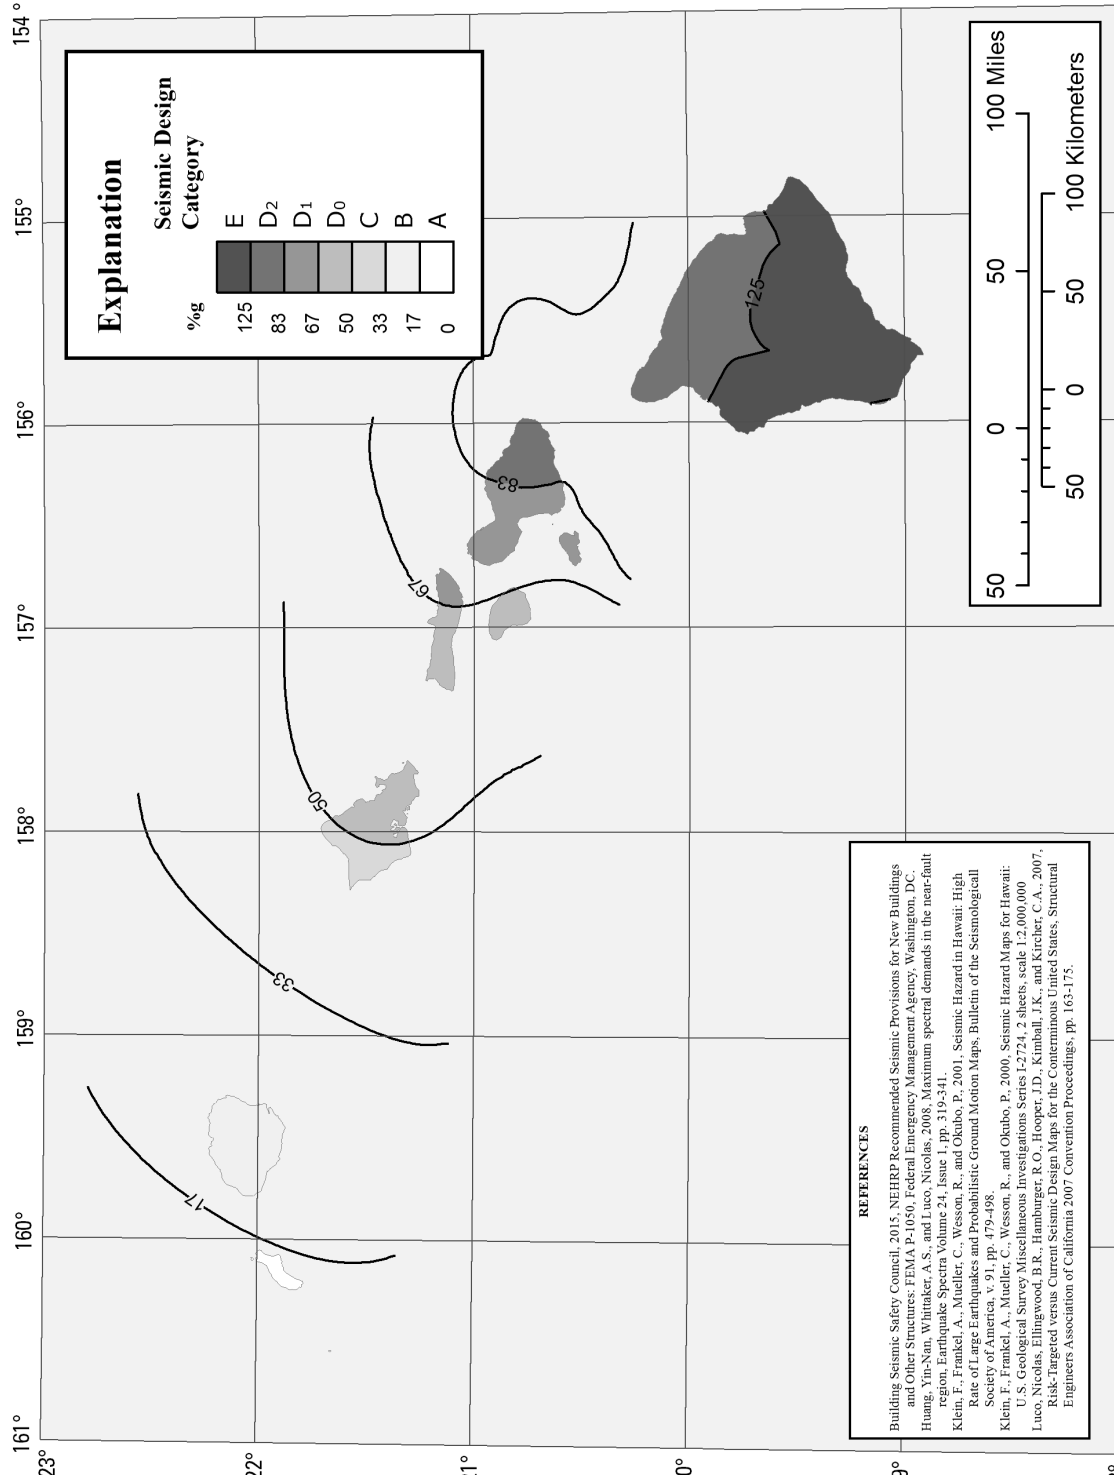 161°
160°
159°
158°
157°
156°
155°
154°
23°
22°
21°
20°
19°
Explanation
Seismic Design
Category
%g
125
E
83
D2
67
D1
50
D0
33
C
17
B
0
A
17
33
50
67
83
125
50 0 50 100 Miles
50 0 50 100 Kilometers
REFERENCES
Building Seismic Safety Council, 2015, NEHRP Recommended Seismic Provisions for New Buildings
and Other Structures: FEMA P-1050, Federal Emergency Management Agency, Washington, DC.
Huang, Yin-Nan, Whittaker, A.S., and Luco, Nicolas, 2008, Maximum spectral demands in the near-fault
region, Earthquake Spectra Volume 24, Issue 1, pp. 319-341.
Klein, F., Frankel, A., Mueller, C., Wesson, R., and Okubo, P., 2001, Seismic Hazard in Hawaii: High
Rate of Large Earthquakes and Probabilistic Ground Motion Maps, Bulletin of the Seismologicall
Society of America, v. 91, pp. 479-498.
Klein, F., Frankel, A., Mueller, C., Wesson, R., and Okubo, P., 2000, Seismic Hazard Maps for Hawaii:
U.S. Geological Survey Miscellaneous Investigations Series I-2724, 2 sheets, scale 1:2,000,000
Luco, Nicolas, Ellingwood, B.R., Hamburger, R.O., Hooper, J.D., Kimball, J.K., and Kircher, C.A., 2007,
Risk-Targeted versus Current Seismic Design Maps for the Conterminous United States, Structural
Engineers Association of California 2007 Convention Proceedings, pp. 163-175.